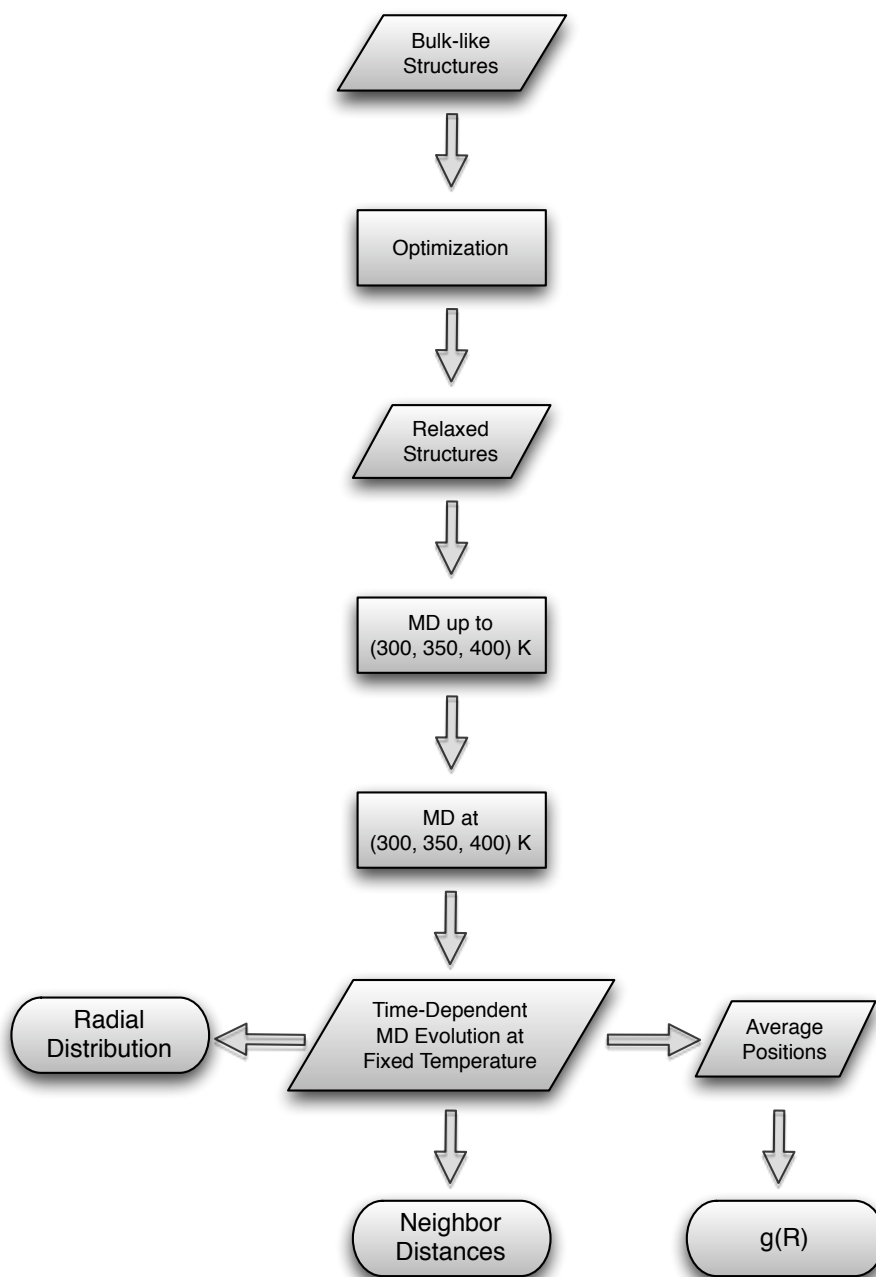 Bulk-like
Structures
Optimization
Relaxed
Structures
MD up to
(300, 350, 400) K
MD at
(300, 350, 400) K
Radial
Distribution
Time-Dependent
MD Evolution at
Fixed Temperature
Average
Positions
Neighbor
Distances
g(R)